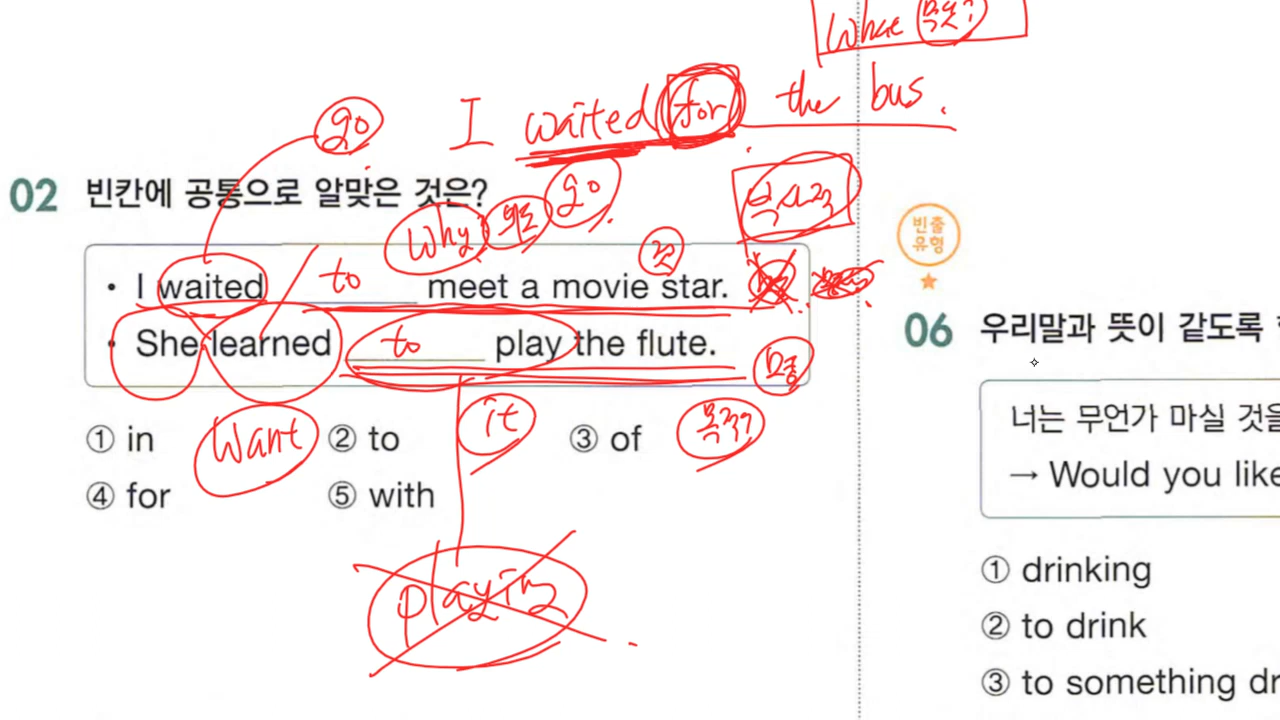 What 목적?
go I waited for the bus.
02 빈칸에 공통으로 알맞은 것은?
Why? 의도 go 부사적
것
• I waited to meet a movie star.
• She learned to play the flute.
① in ② to ③ of
want it
④ for ⑤ with
playing
빈출
유형
06 우리말과 뜻이 같도록
너는 무언가 마실 것을
→ Would you like
① drinking
② to drink
③ to something dr